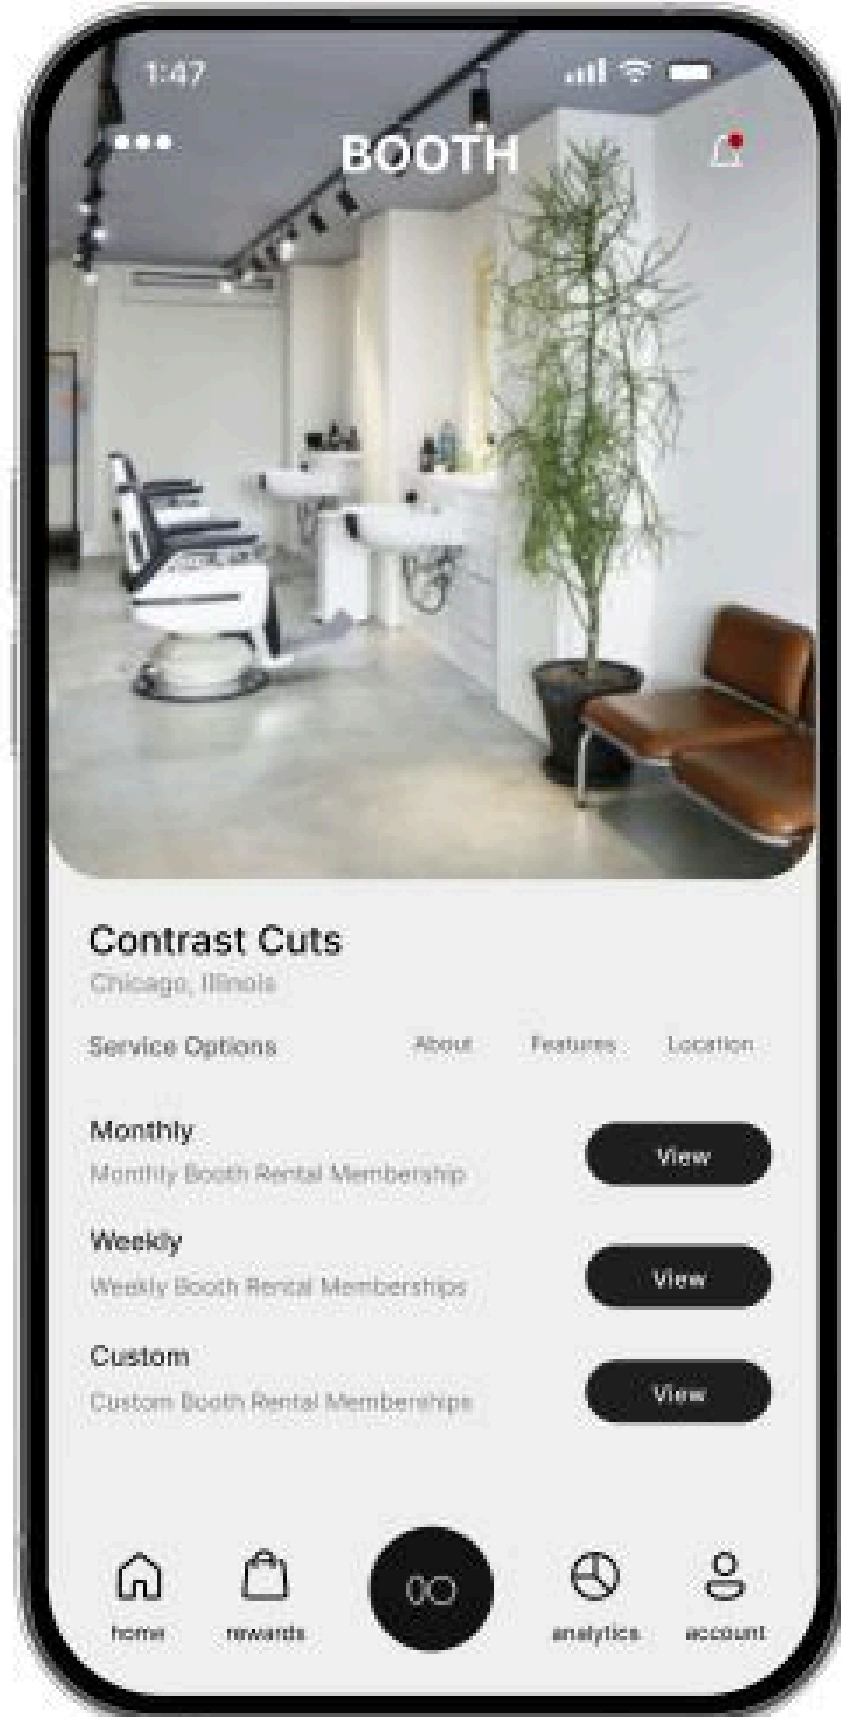 1:47
BOOTH
Contrast Cuts
Chicago, Illinois
Service Options About Features Location
Monthly
Monthly Booth Rental Membership
View
Weekly
Weekly Booth Rental Memberships
View
Custom
Custom Booth Rental Memberships
View
home rewards analytics account